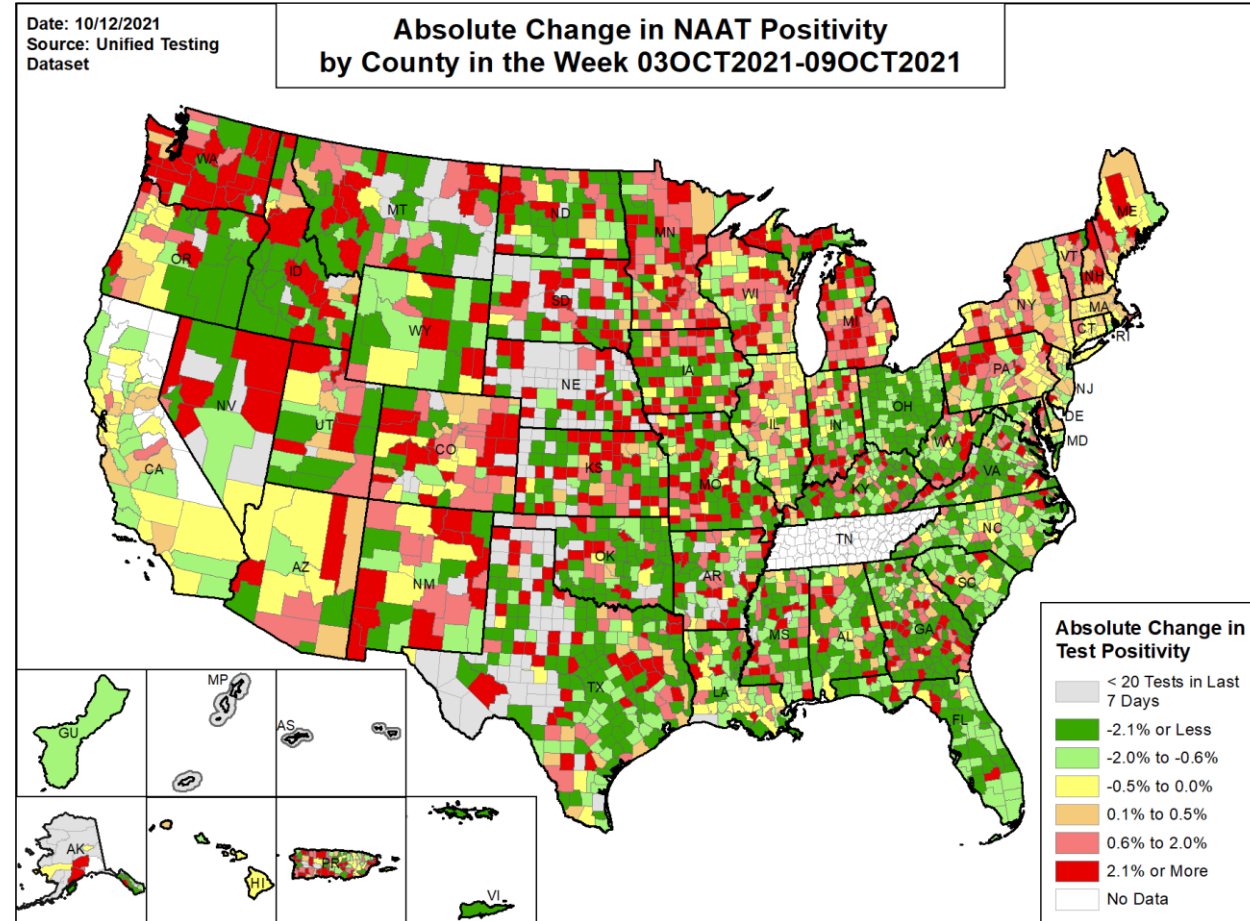 Date: 10/12/2021
Source: Unified Testing
Dataset
Absolute Change in NAAT Positivity
by County in the Week 03OCT2021-09OCT2021
WA
MT
ND
MN
ME
OR
ID
SD
WI
VT
NH
NY
MA
WY
MI
CT
RI
IA
NE
PA
NJ
NV
OH
DE
UT
IL
IN
MD
CO
WV
CA
KS
MO
VA
KY
NC
TN
OK
AZ
NM
AR
SC
MS
AL
GA
TX
LA
FL
MP
GU
AS
AK
HI
PR
VI
Absolute Change in
Test Positivity
< 20 Tests in Last
7 Days
-2.1% or Less
-2.0% to -0.6%
-0.5% to 0.0%
0.1% to 0.5%
0.6% to 2.0%
2.1% or More
No Data